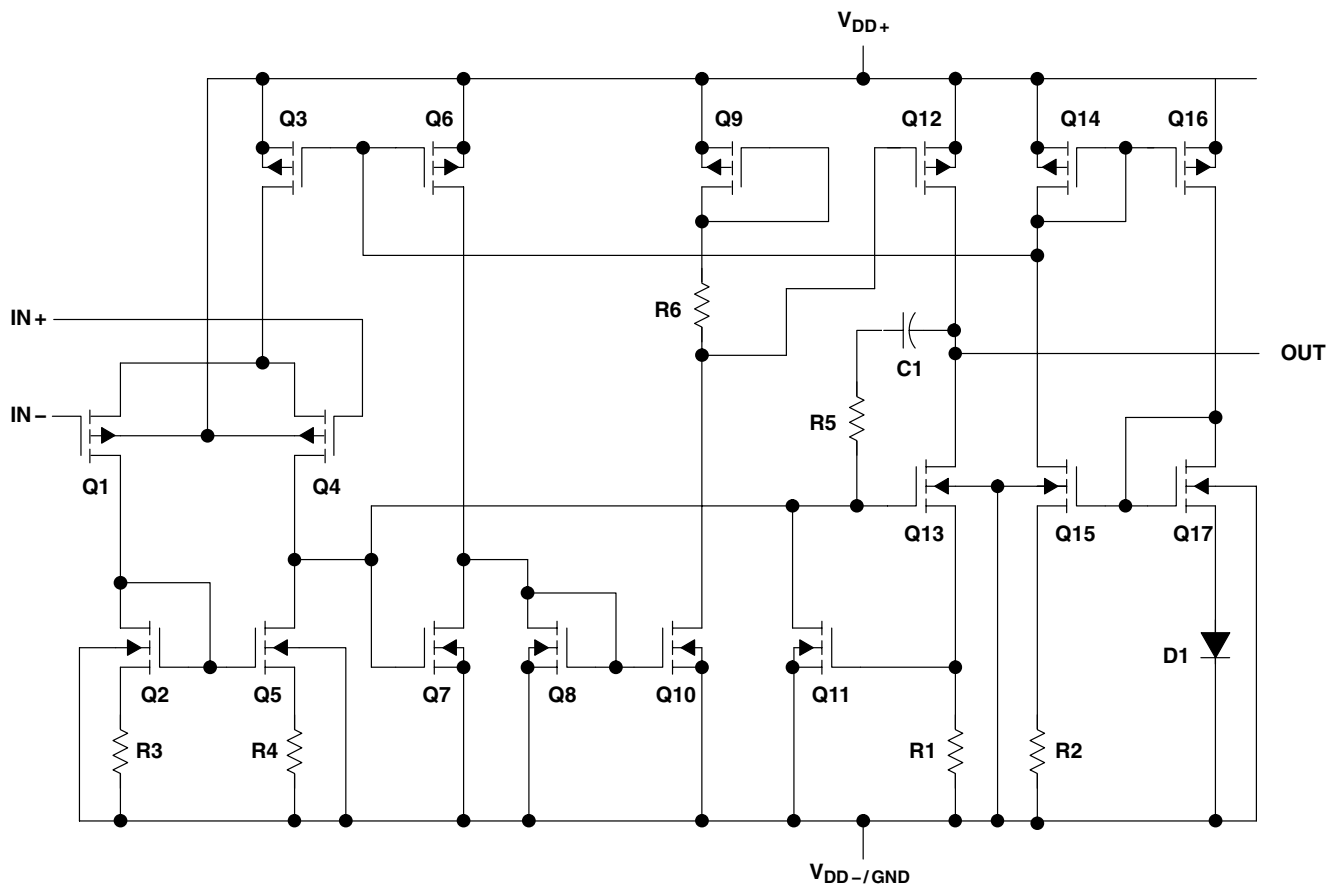 VDD+
Q3
Q6
Q9
Q12
Q14
Q16
IN+
R6
C1
OUT
IN−
R5
Q1
Q4
Q13
Q15
Q17
D1
Q2
Q5
Q7
Q8
Q10
Q11
R3
R4
R1
R2
VDD−/GND